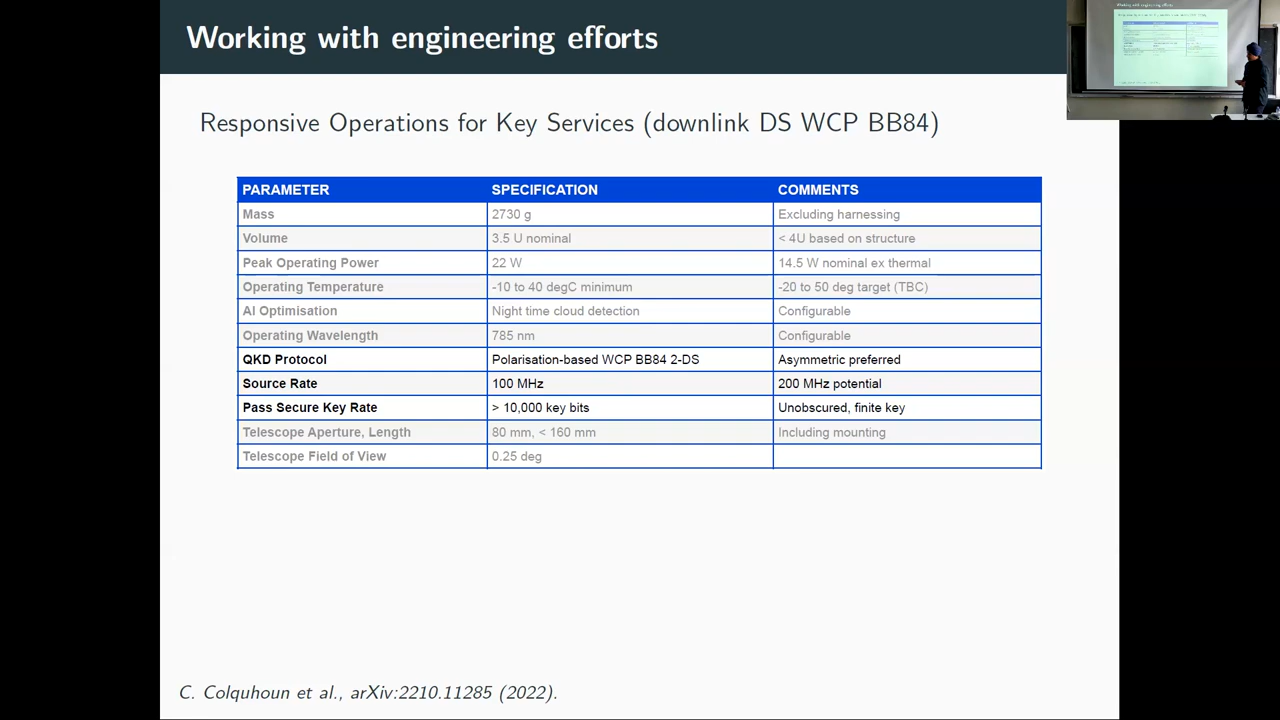 Working with engineering efforts
Responsive Operations for Key Services (downlink DS WCP BB84)
PARAMETER SPECIFICATION COMMENTS
Mass 2730 g Excluding harnessing
Volume 3.5 U nominal < 4U based on structure
Peak Operating Power 22 W 14.5 W nominal ex thermal
Operating Temperature -10 to 40 degC minimum -20 to 50 deg target (TBC)
AI Optimisation Night time cloud detection Configurable
Operating Wavelength 785 nm Configurable
QKD Protocol Polarisation-based WCP BB84 2-DS Asymmetric preferred
Source Rate 100 MHz 200 MHz potential
Pass Secure Key Rate > 10,000 key bits Unobscured, finite key
Telescope Aperture, Length 80 mm, < 160 mm Including mounting
Telescope Field of View 0.25 deg
C. Colquhoun et al., arXiv:2210.11285 (2022).